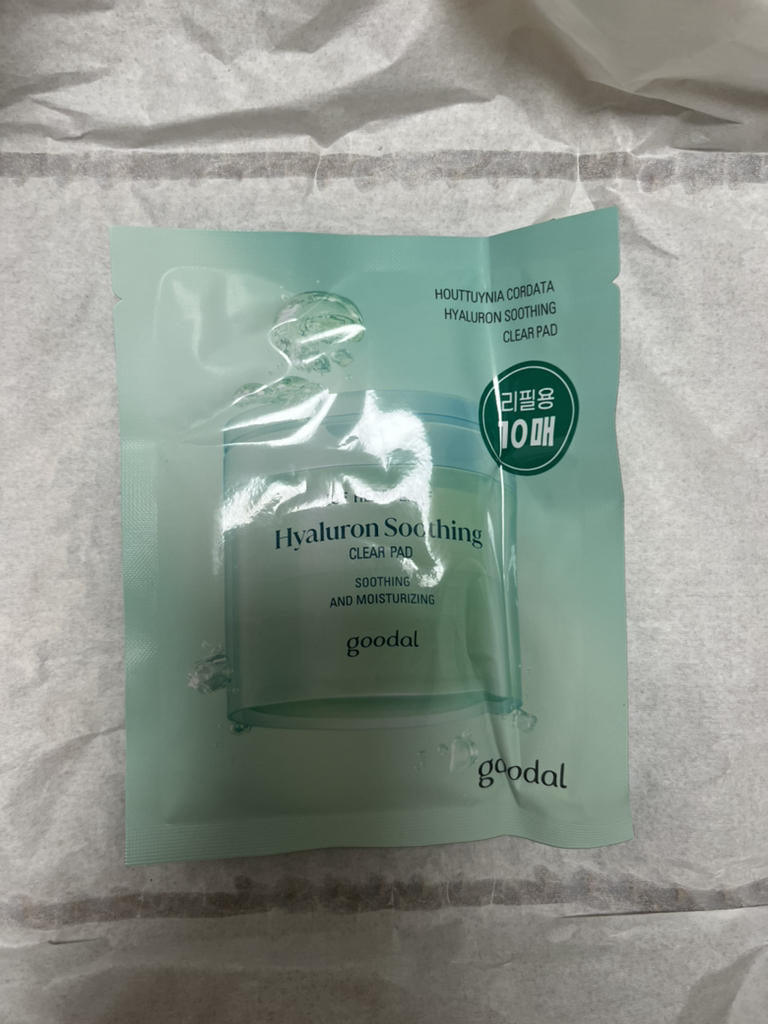 HOUTTUYNIA CORDATA
HYALURON SOOTHING
CLEAR PAD
리필용
10매
Hyaluron Soothing
CLEAR PAD
SOOTHING
AND MOISTURIZING
goodal
goodal